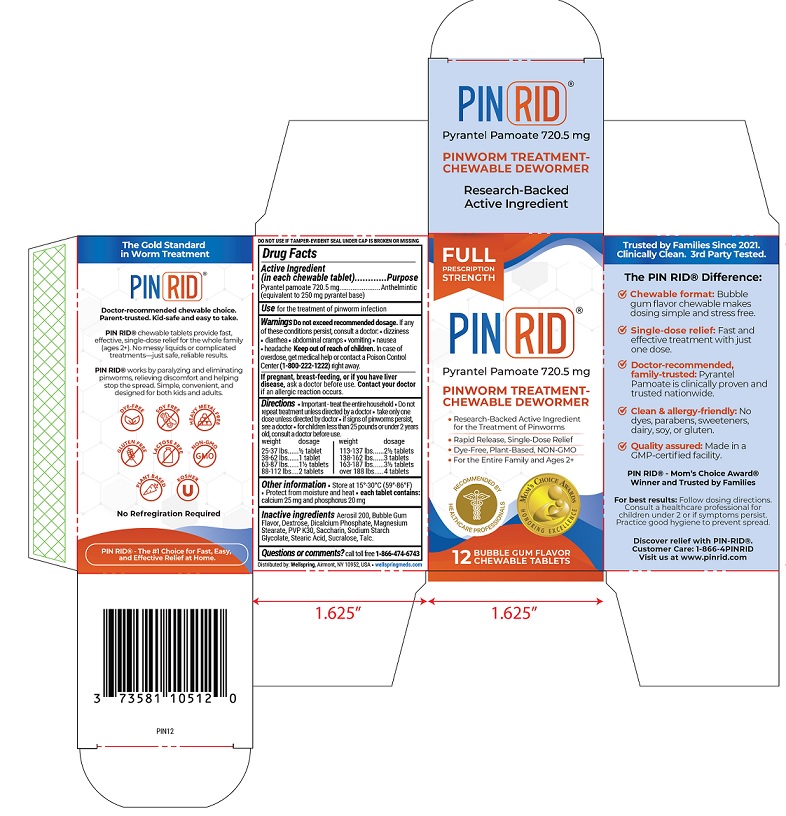 PIN RID®
Pyrantel Pamoate 720.5 mg
PINWORM TREATMENT-
CHEWABLE DEWORMER
Research-Backed
Active Ingredient
The Gold Standard
in Worm Treatment
PIN RID®
Doctor-recommended chewable choice.
Parent-trusted. Kid-safe and easy to take.
PIN RID® chewable tablets provide fast,
effective, single-dose relief for the whole family
(ages 2+). No messy liquids or complicated
treatments—just safe, reliable results.
PIN RID® works by paralyzing and eliminating
pinworms, relieving discomfort and helping
stop the spread. Simple, convenient, and
designed for both kids and adults.
DYE-FREE
SOY FREE
HEAVY METAL FREE
GLUTEN FREE
LACTOSE FREE
NON-GMO
GMO
PLANT BASED
KOSHER
U
No Refregiration Required
PIN RID® - The #1 Choice for Fast, Easy,
and Effective Relief at Home.
3 73581 10512 0
PIN12
DO NOT USE IF TAMPER-EVIDENT SEAL UNDER CAP IS BROKEN OR MISSING
Drug Facts
Active Ingredient
(in each chewable tablet)............Purpose
Pyrantel pamoate 720.5 mg......................Anthelmintic
(equivalent to 250 mg pyrantel base)
Use for the treatment of pinworm infection
Warnings Do not exceed recommended dosage. If any
of these conditions persist, consult a doctor: • dizziness
• diarrhea • abdominal cramps • vomiting • nausea
• headache Keep out of reach of children. In case of
overdose, get medical help or contact a Poison Control
Center (1-800-222-1222) right away.
If pregnant, breast-feeding, or if you have liver
disease, ask a doctor before use. Contact your doctor
if an allergic reaction occurs.
Directions • Important - treat the entire household • Do not
repeat treatment unless directed by a doctor • take only one
dose unless directed by doctor • if signs of pinworms persist,
see a doctor • for children less than 25 pounds or under 2 years
old, consult a doctor before use.
weight dosage weight dosage
25-37 lbs......½ tablet 113-137 lbs......2½ tablets
38-62 lbs......1 tablet 138-162 lbs......3 tablets
63-87 lbs......1½ tablets 163-187 lbs......3½ tablets
88-112 lbs.....2 tablets over 188 lbs.....4 tablets
Other information • Store at 15°-30°C (59°-86°F)
• Protect from moisture and heat • each tablet contains:
calcium 25 mg and phosphorus 20 mg
Inactive ingredients Aerosil 200, Bubble Gum
Flavor, Dextrose, Dicalcium Phosphate, Magnesium
Stearate, PVP K30, Saccharin, Sodium Starch
Glycolate, Stearic Acid, Sucralose, Talc.
Questions or comments? call tol free 1-866-474-6743
Distributed by: Wellspring, Airmont, NY 10952, USA • wellspringmeds.com
1.625”
FULL
PRESCRIPTION
STRENGTH
PIN RID®
Pyrantel Pamoate 720.5 mg
PINWORM TREATMENT-
CHEWABLE DEWORMER
• Research-Backed Active Ingredient
for the Treatment of Pinworms
• Rapid Release, Single-Dose Relief
• Dye-Free, Plant-Based, NON-GMO
• For the Entire Family and Ages 2+
RECOMMENDED BY
HEALTHCARE PROFESSIONALS
MOM'S CHOICE AWARDS
HONORING EXCELLENCE
12 BUBBLE GUM FLAVOR
CHEWABLE TABLETS
1.625”
Trusted by Families Since 2021.
Clinically Clean. 3rd Party Tested.
The PIN RID® Difference:
Chewable format: Bubble
gum flavor chewable makes
dosing simple and stress free.
Single-dose relief: Fast and
effective treatment with just
one dose.
Doctor-recommended,
family-trusted: Pyrantel
Pamoate is clinically proven and
trusted nationwide.
Clean & allergy-friendly: No
dyes, parabens, sweeteners,
dairy, soy, or gluten.
Quality assured: Made in a
GMP-certified facility.
PIN RID® - Mom's Choice Award®
Winner and Trusted by Families
For best results: Follow dosing directions.
Consult a healthcare professional for
children under 2 or if symptoms persist.
Practice good hygiene to prevent spread.
Discover relief with PIN-RID®.
Customer Care: 1-866-4PINRID
Visit us at www.pinrid.com